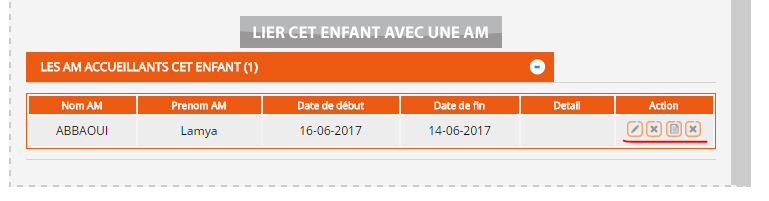 LIER CET ENFANT AVEC UNE AM
LES AM ACCUEILLANTS CET ENFANT (1)
Nom AM Prenom AM Date de début Date de fin Detail Action
ABBAOUI Lamya 16-06-2017 14-06-2017